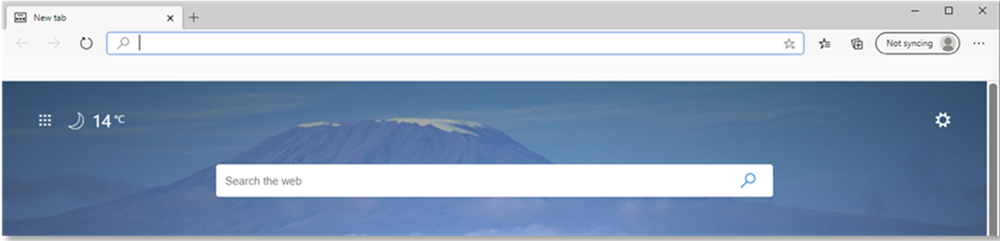 New tab
Not syncing
14 °C
Search the web